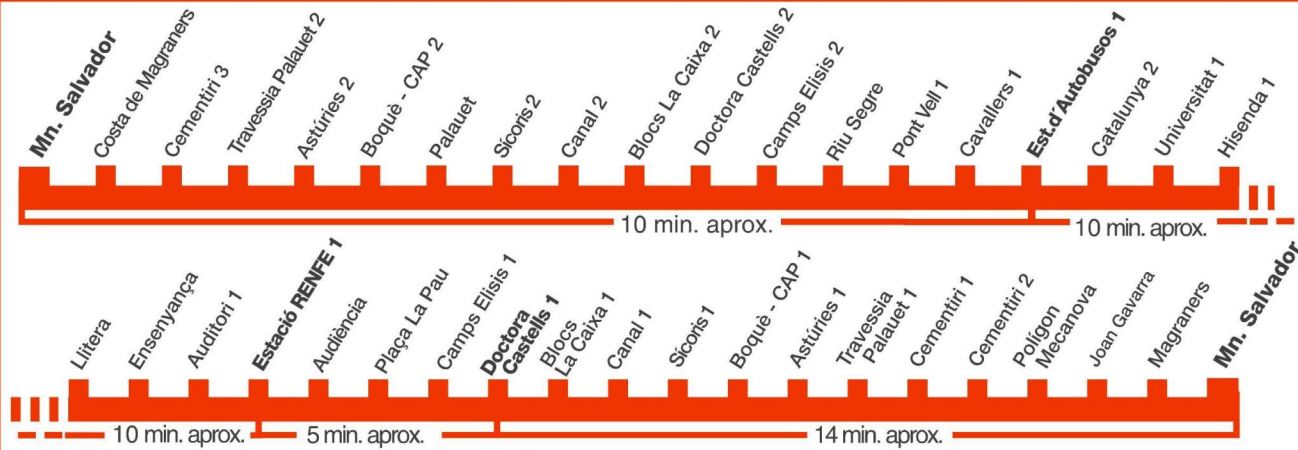 Mn. Salvador
Costa de Magraners
Cementiri 3
Travessia Palauet 2
Astúries 2
Boquè - CAP 2
Palauet
Sícoris 2
Canal 2
Blocs La Caixa 2
Doctora Castells 2
Camps Elisis 2
Riu Segre
Pont Vell 1
Cavallers 1
Est.d´Autobusos 1
Catalunya 2
Universitat 1
Hisenda 1
10 min. aprox.
10 min. aprox.
Llitera
Ensenyança
Auditori 1
Estació RENFE 1
Audiència
Plaça La Pau
Camps Elisis 1
Doctora
Castells 1
Blocs
La Caixa 1
Canal 1
Sícoris 1
Boquè - CAP 1
Astúries 1
Travessia
Palauet 1
Cementiri 1
Cementiri 2
Polígon
Mecanova
Joan Gavarra
Magraners
Mn. Salvador
10 min. aprox.
5 min. aprox.
14 min. aprox.